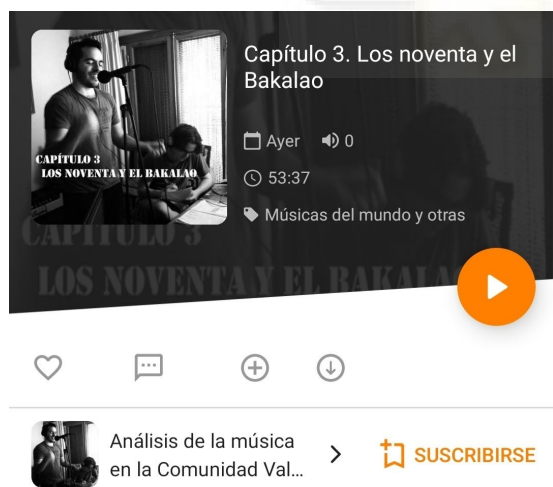 Capítulo 3. Los noventa y el
Bakalao
CAPÍTULO 3
LOS NOVENTA Y EL BAKALAO
Ayer 0
53:37
Músicas del mundo y otras
CAPÍTULO 3
LOS NOVENTA Y EL BAKALA
Análisis de la música
en la Comunidad Val...
SUSCRIBIRSE